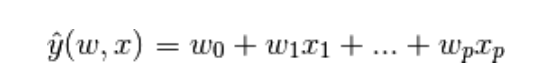 ŷ(w, x) = w₀ + w₁x₁ + ... + wₚxₚ